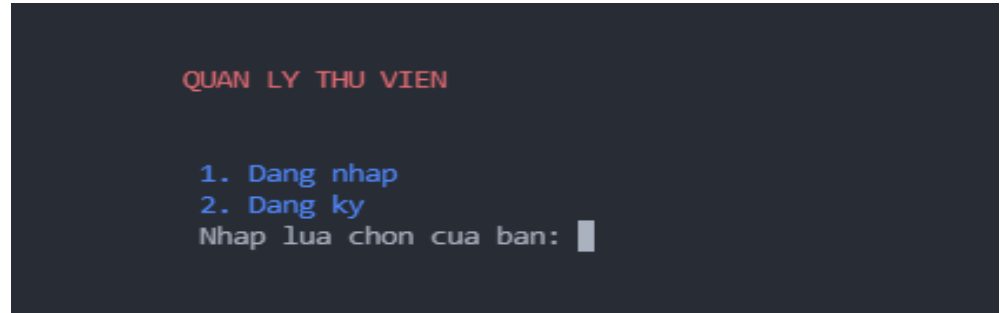 QUAN LY THU VIEN
1. Dang nhap
2. Dang ky
Nhap lua chon cua ban: